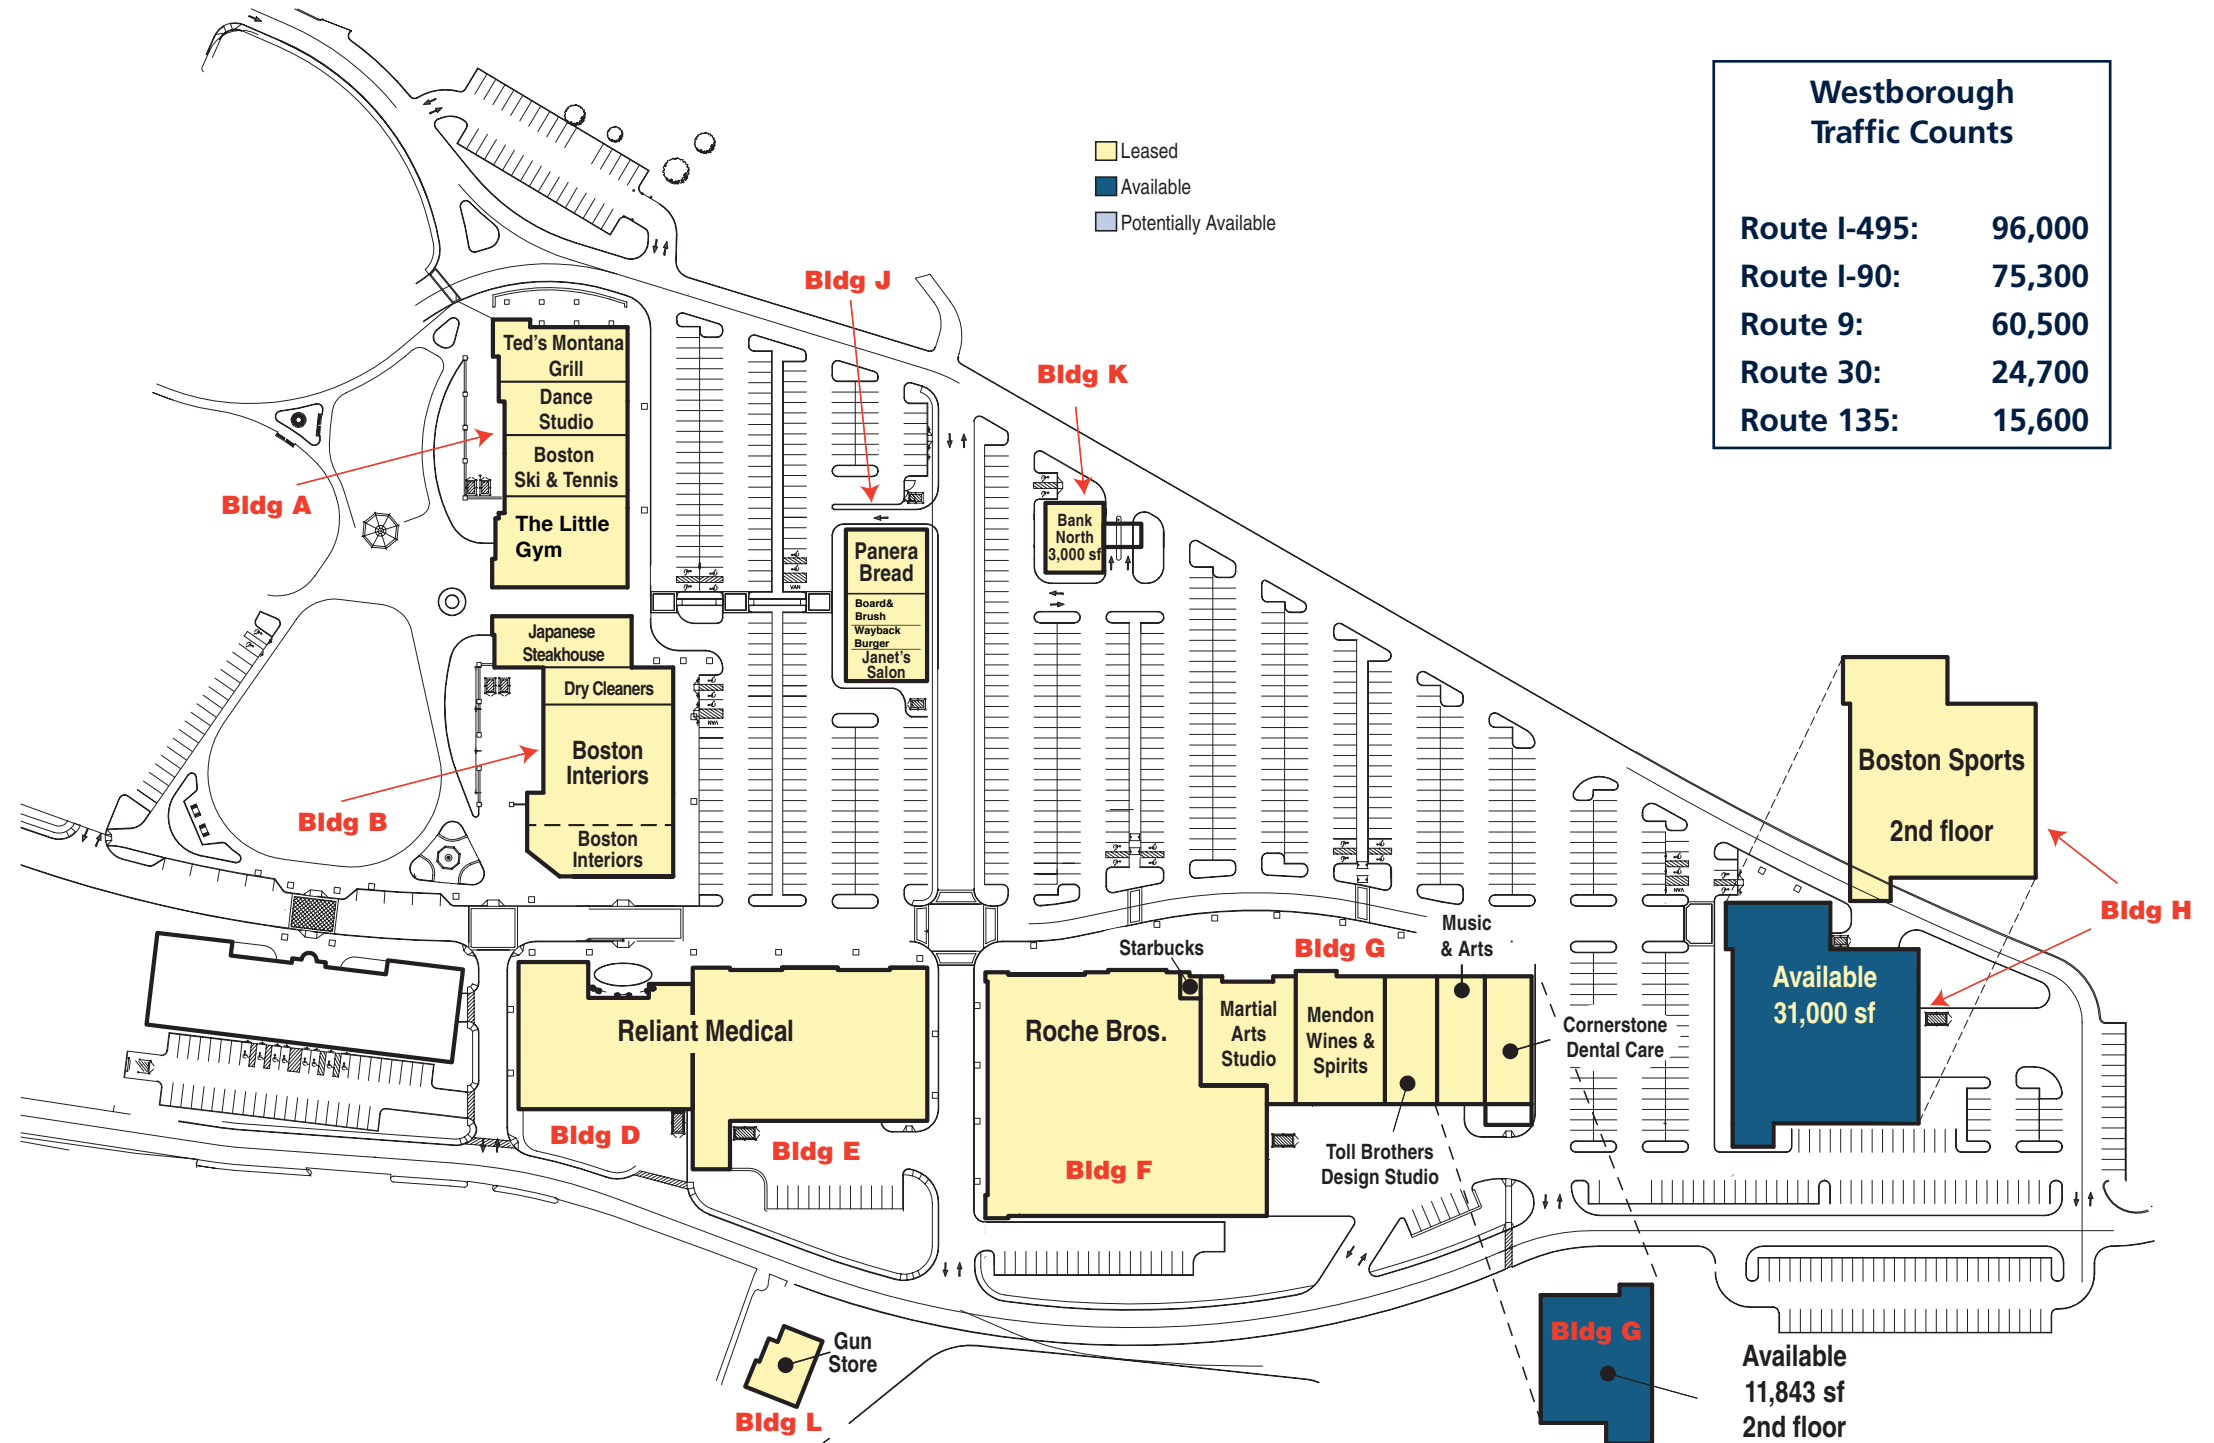 Westborough
Traffic Counts
Route I-495: 96,000
Route I-90: 75,300
Route 9: 60,500
Route 30: 24,700
Route 135: 15,600
Leased
Available
Potentially Available
Bldg J
Bldg K
Bldg A
Ted's Montana
Grill
Dance
Studio
Boston
Ski & Tennis
The Little
Gym
Bank
North
3,000 sf
Panera
Bread
Board&
Brush
Wayback
Burger
Janet's
Salon
VAN
Japanese
Steakhouse
Dry Cleaners
Boston
Interiors
Boston
Interiors
Bldg B
VAN
Boston Sports
2nd floor
Bldg H
VAN
Available
31,000 sf
Starbucks
Bldg G
Music
& Arts
Reliant Medical
Roche Bros.
Martial
Arts
Studio
Mendon
Wines &
Spirits
Cornerstone
Dental Care
Toll Brothers
Design Studio
Bldg D
Bldg E
Bldg F
Gun
Store
Bldg L
Bldg G
Available
11,843 sf
2nd floor